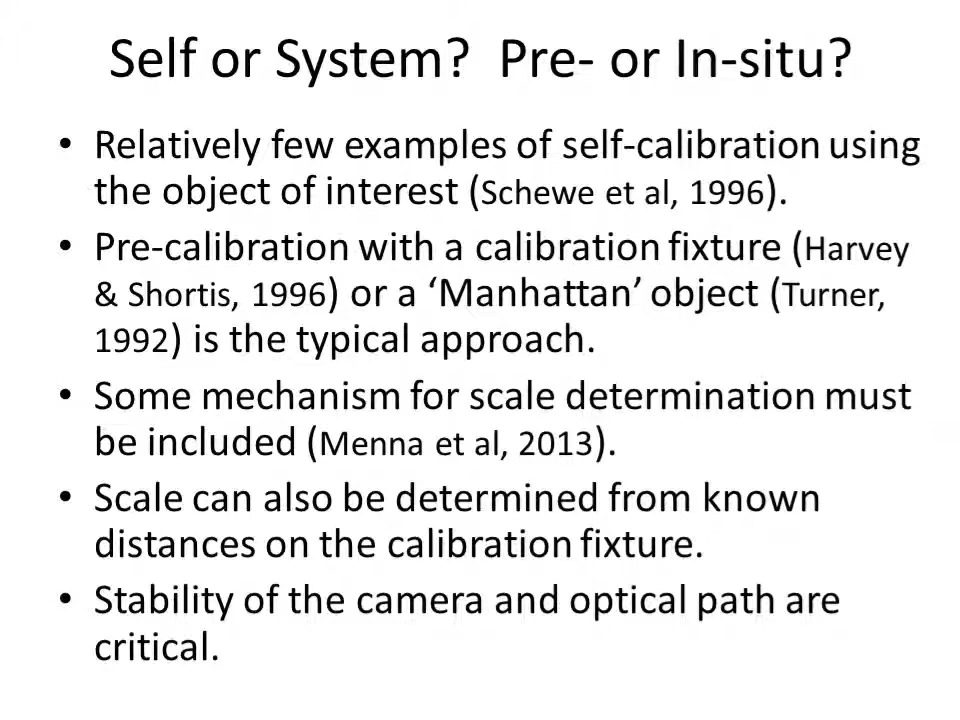 Self or System?  Pre- or In-situ?
• Relatively few examples of self-calibration using
the object of interest (Schewe et al, 1996).
• Pre-calibration with a calibration fixture (Harvey
& Shortis, 1996) or a ‘Manhattan’ object (Turner,
1992) is the typical approach.
• Some mechanism for scale determination must
be included (Menna et al, 2013).
• Scale can also be determined from known
distances on the calibration fixture.
• Stability of the camera and optical path are
critical.